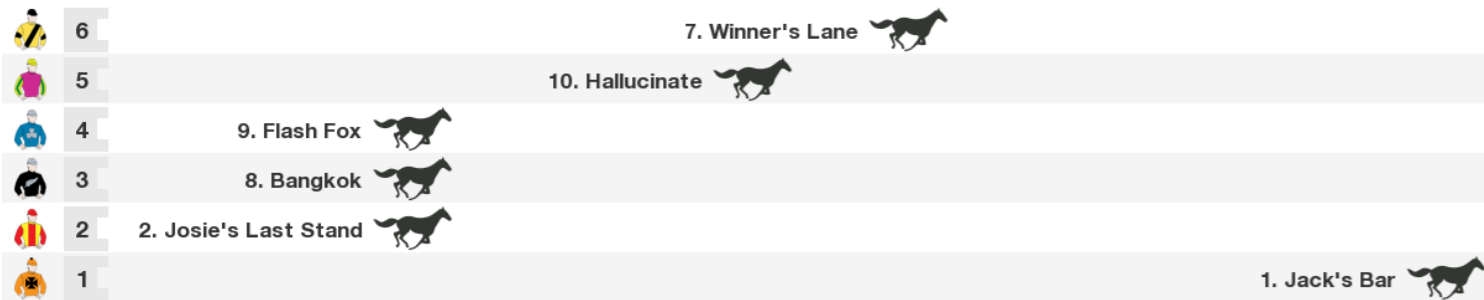 6 7. Winner's Lane
5 10. Hallucinate
4 9. Flash Fox
3 8. Bangkok
2 2. Josie's Last Stand
1 1. Jack's Bar